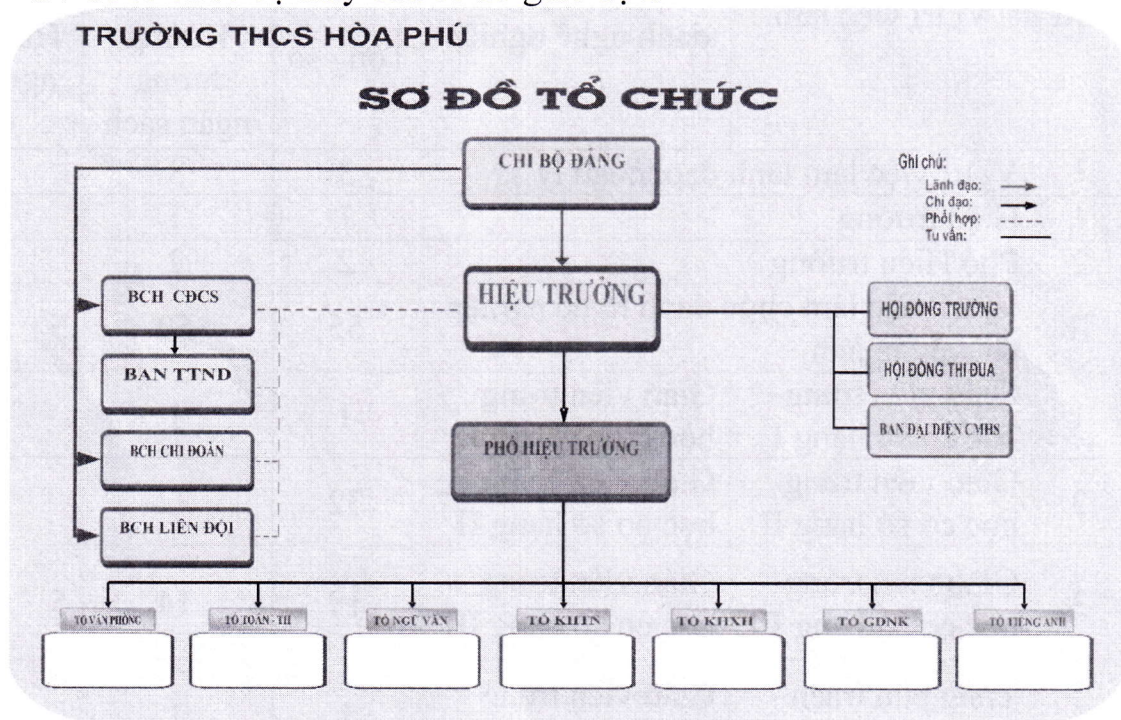 TRƯỜNG THCS HÒA PHÚ
SƠ ĐỒ TỔ CHỨC
CHI BỘ ĐẢNG
Ghi chú:
Lãnh đạo:
Chỉ đạo:
Phối hợp:
Tư vấn:
BCH CĐCS
HIỆU TRƯỞNG
HỘI ĐỒNG TRƯỜNG
BAN TTND
HỘI ĐỒNG THI ĐUA
BAN ĐẠI DIỆN CMHS
BCH CHI ĐOÀN
PHÓ HIỆU TRƯỞNG
BCH LIÊN ĐỘI
TỔ VĂN PHÒNG
TỔ TOÁN - TH
TỔ NGỮ VĂN
TỔ KHTN
TỔ KHXH
TỔ GDNK
TỔ TIẾNG ANH